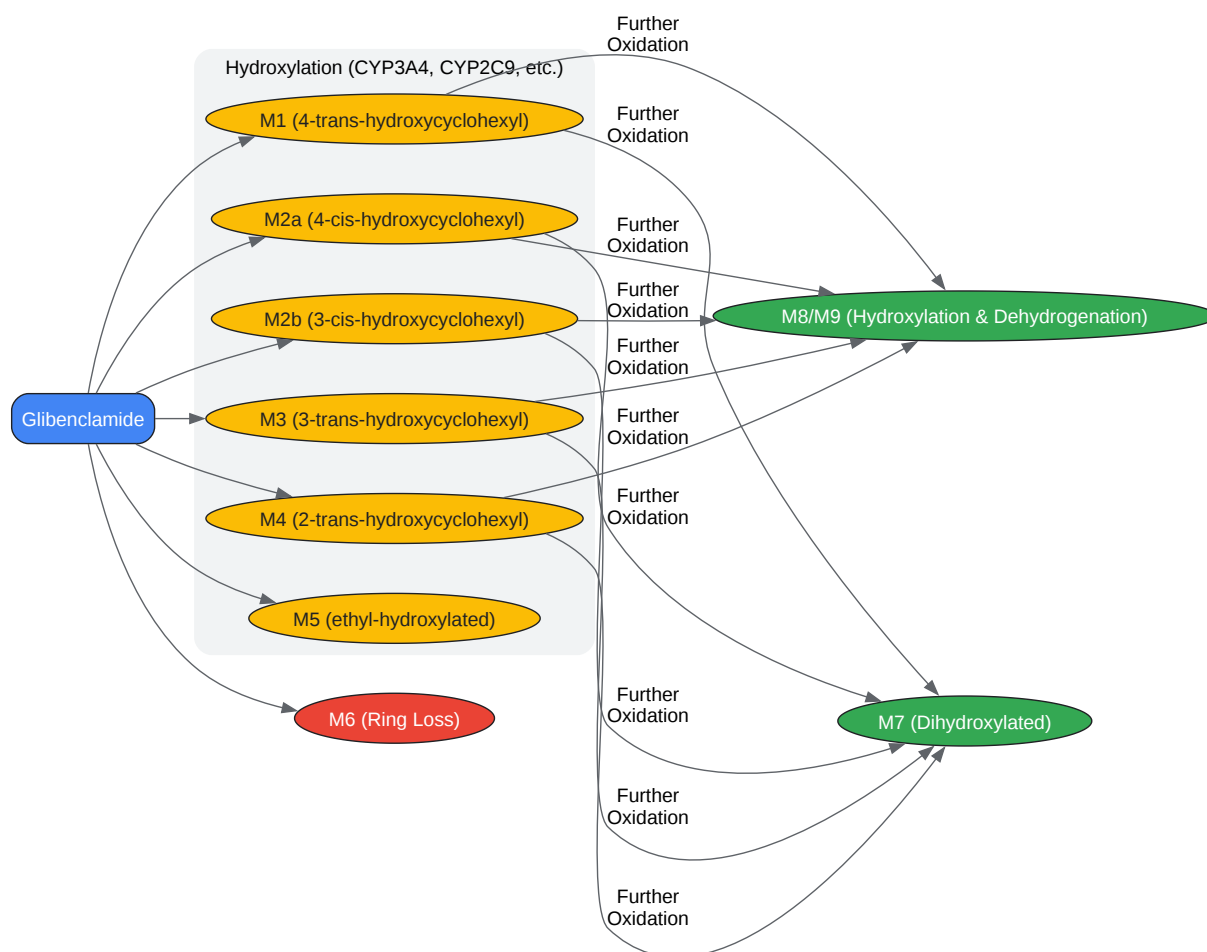 Further
Oxidation
Hydroxylation (CYP3A4, CYP2C9, etc.)
M1 (4-trans-hydroxycyclohexyl)
Further
Oxidation
M2a (4-cis-hydroxycyclohexyl)
Further
Oxidation
M2b (3-cis-hydroxycyclohexyl)
Further
Oxidation
M8/M9 (Hydroxylation & Dehydrogenation)
Further
Oxidation
Glibenclamide
M3 (3-trans-hydroxycyclohexyl)
Further
Oxidation
M4 (2-trans-hydroxycyclohexyl)
Further
Oxidation
M5 (ethyl-hydroxylated)
M6 (Ring Loss)
Further
Oxidation
M7 (Dihydroxylated)
Further
Oxidation
Further
Oxidation